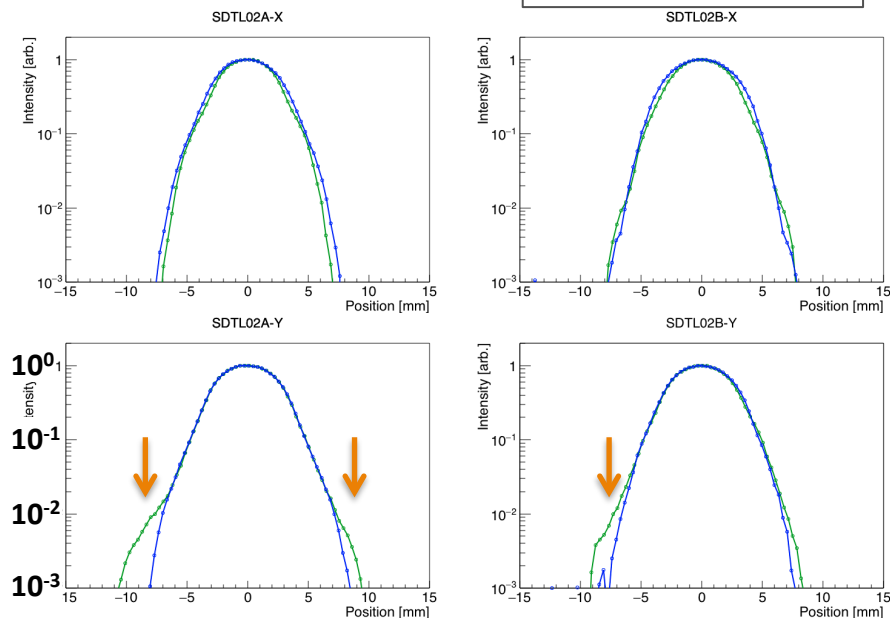 SDTL02A-X
Intensity [arb.]
1
10⁻¹
10⁻²
10⁻³
−15 −10 −5 0 5 10 15
Position [mm]
SDTL02B-X
Intensity [arb.]
1
10⁻¹
10⁻²
10⁻³
−15 −10 −5 0 5 10 15
Position [mm]
SDTL02A-Y
10⁰ 1
10⁻¹
10⁻²
10⁻³
−15 −10 −5 0 5 10 15
Position [mm]
SDTL02B-Y
Intensity [arb.]
1
10⁻¹
10⁻²
10⁻³
−15 −10 −5 0 5 10 15
Position [mm]